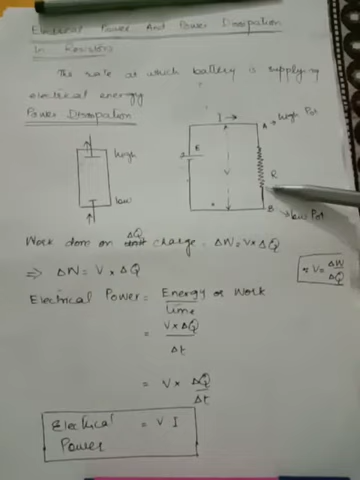 Electrical Power And Power Dissipation
In Resistors
The rate at which battery is supplying
electrical energy
Power Dissipation
I → A → high Pot
high
E
V
R
low
B → low Pot
Work done on ΔQ charge. ΔW = V × ΔQ
⇒ ΔW = V × ΔQ
∵ V = ΔW/ΔQ
Electrical Power = Energy or Work
Time
= V × ΔQ
Δt
= V × ΔQ
Δt
Electrical = V I
Power